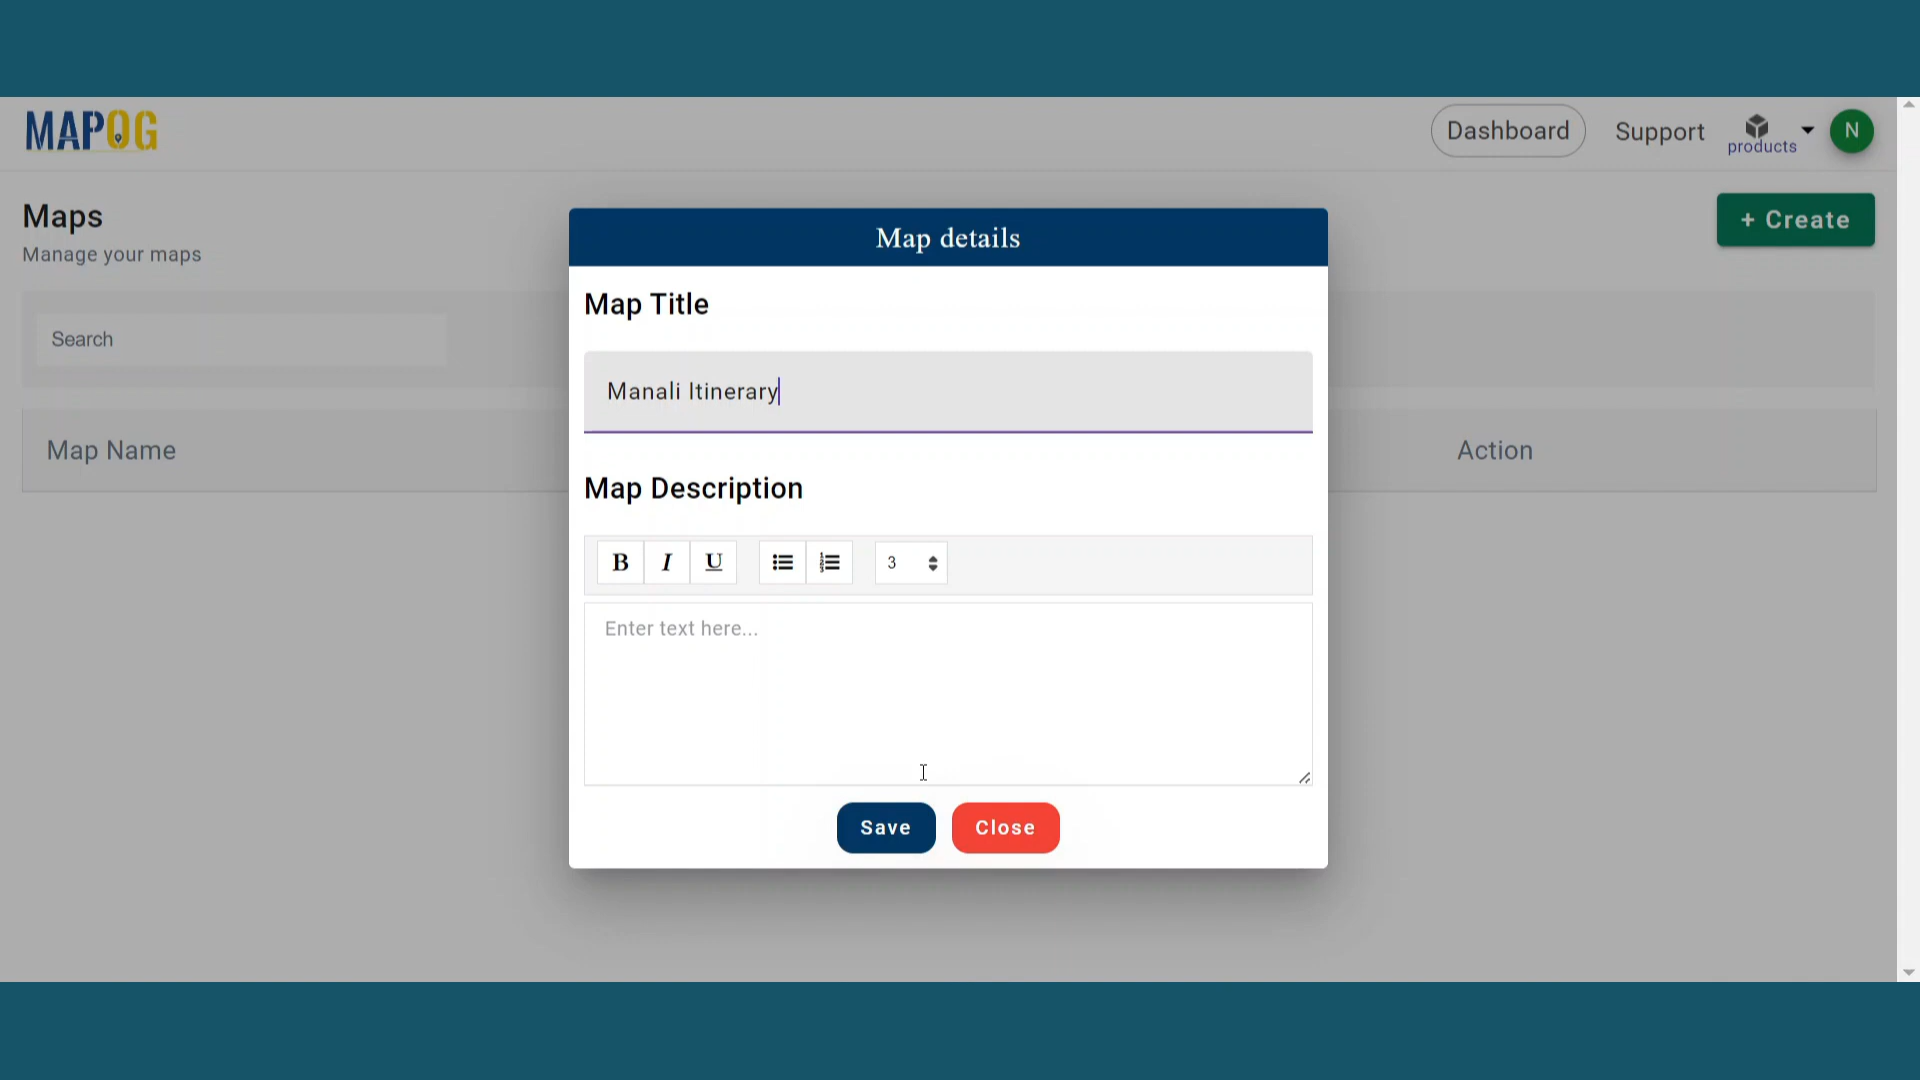 MAPOG
Dashboard
Support
products
N
Maps
Manage your maps
+ Create
Search
Map Name
Action
Map details
Map Title
Manali Itinerary
Map Description
B I U 3
Enter text here...
Save
Close